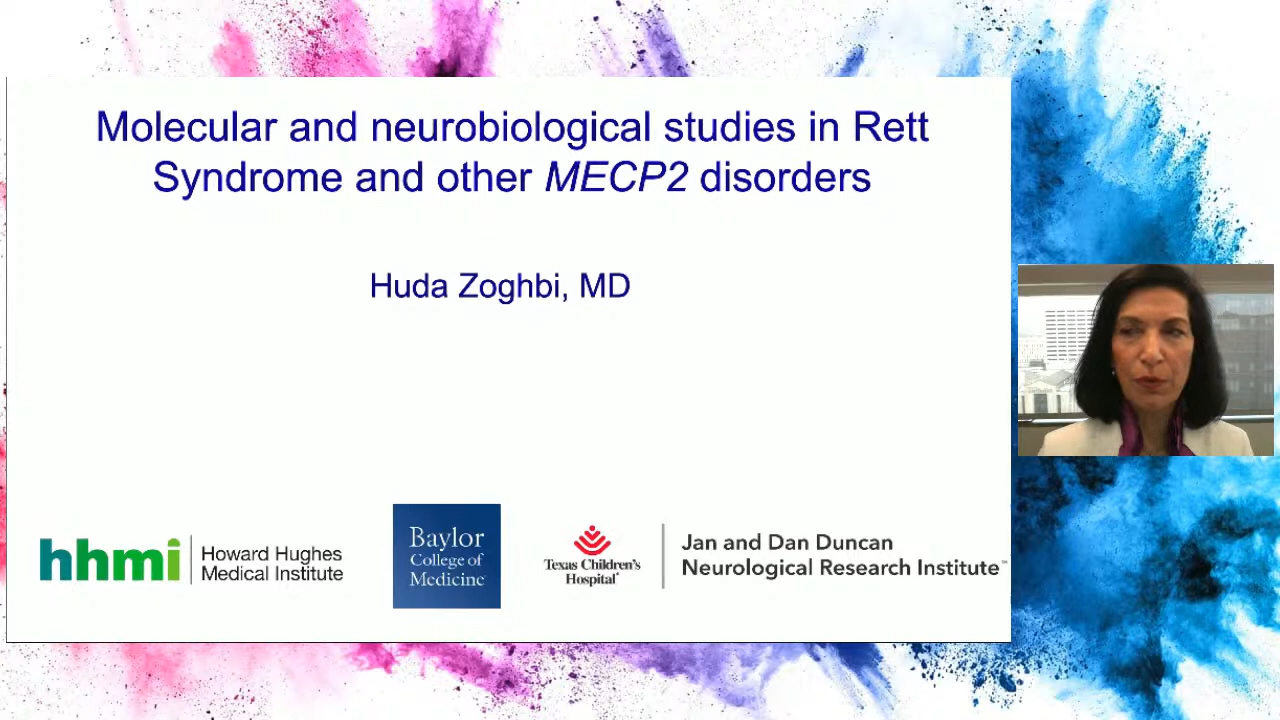 Molecular and neurobiological studies in Rett
Syndrome and other MECP2 disorders
Huda Zoghbi, MD
hhmi
Howard Hughes
Medical Institute
Baylor
College of
Medicine
Texas Children's
Hospital
Jan and Dan Duncan
Neurological Research Institute™